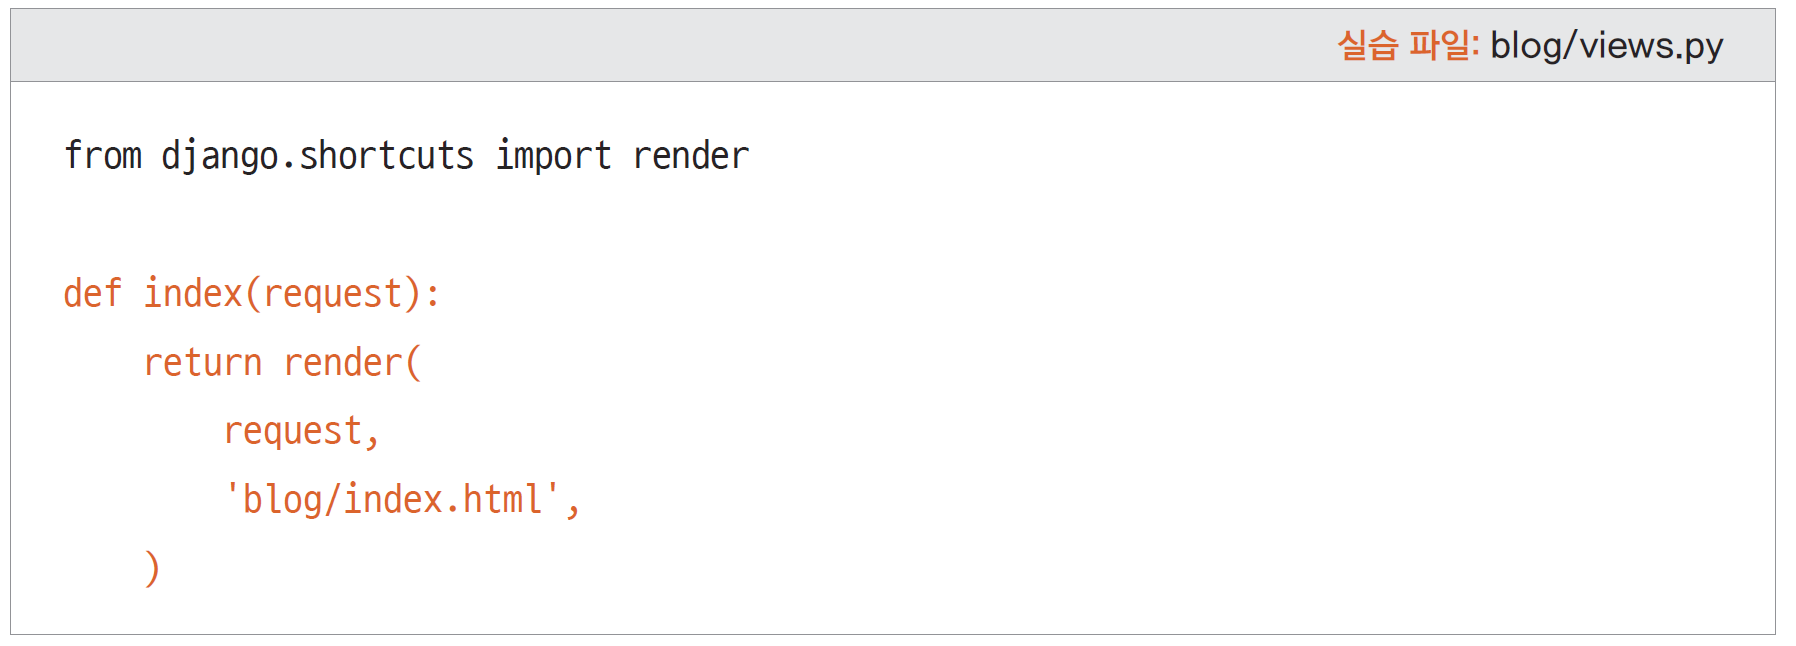 실습 파일: blog/views.py
from django.shortcuts import render
def index(request):
    return render(
        request,
        'blog/index.html',
    )